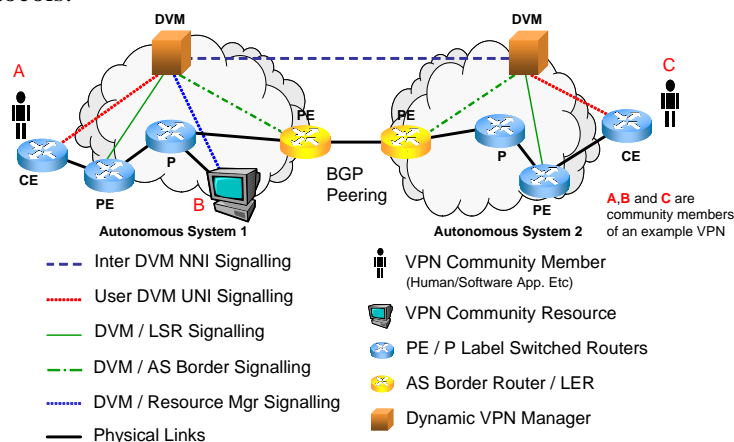 DVM
DVM
A
C
PE
PE
P
P
CE
CE
PE
PE
BGP
Peering
B
A,B and C are
community members
of an example VPN
Autonomous System 1
Autonomous System 2
Inter DVM NNI Signalling
User DVM UNI Signalling
DVM / LSR Signalling
DVM / AS Border Signalling
DVM / Resource Mgr Signalling
Physical Links
VPN Community Member
(Human/Software App. Etc)
VPN Community Resource
PE / P Label Switched Routers
AS Border Router / LER
Dynamic VPN Manager